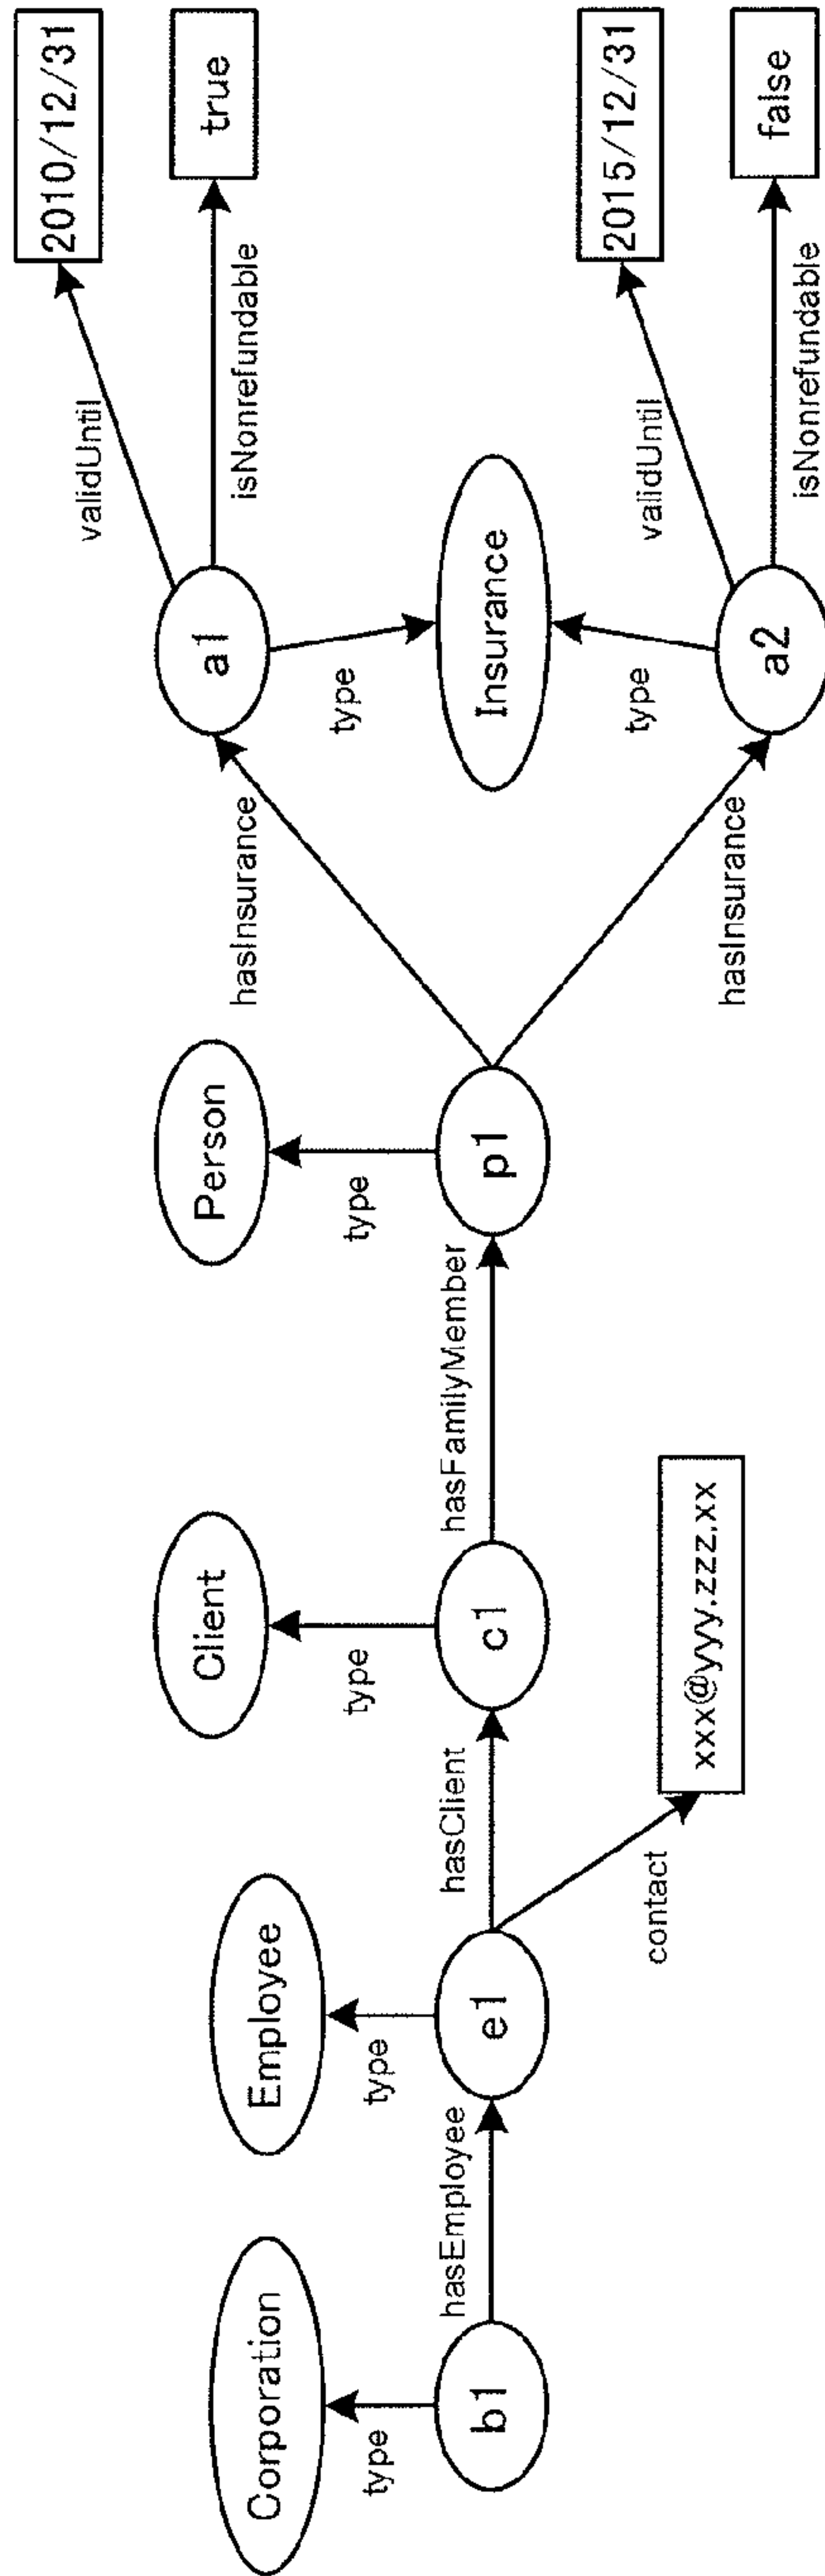 Corporation
type
b1
hasEmployee
Employee
type
e1
contact
xxx@yyy.zzz.xx
hasClient
Client
type
c1
hasFamilyMember
Person
type
p1
hasInsurance
hasInsurance
a1
type
validUntil
2010/12/31
isNonrefundable
true
Insurance
a2
type
validUntil
2015/12/31
isNonrefundable
false